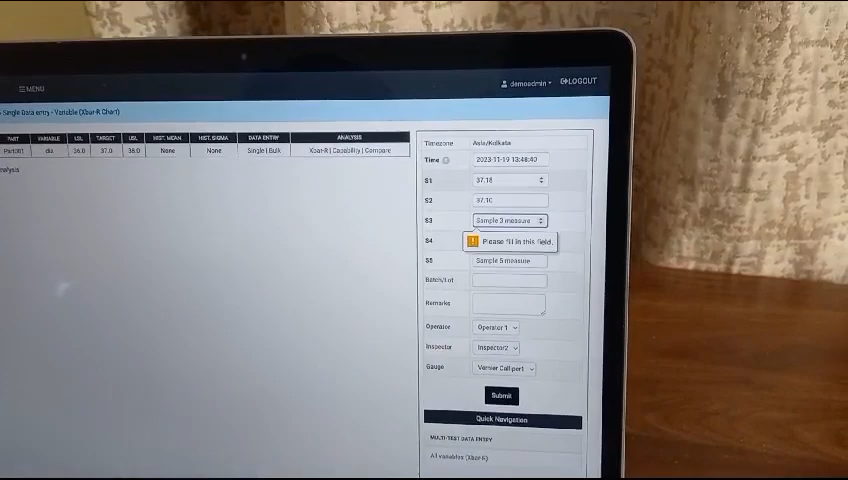 ☰MENU
demoadmin
LOGOUT
Single Data entry - Variable (Xbar-R Chart)
PART VARIABLE LSL TARGET USL HIST. MEAN HIST. SIGMA DATA ENTRY ANALYSIS
Part001 dia 36.0 37.0 38.0 None None Single | Bulk Xbar-R | Capability | Compare
nalysis
Timezone Asia/Kolkata
Time 2023-11-19 13:48:40
S1 37.18
S2 37.10
S3 Sample 3 measure
Please fill in this field.
S4
S5 Sample 5 measure
Batch/Lot
Remarks
Operator Operator 1
Inspector Inspector2
Gauge Vernier Calliper1
Submit
Quick Navigation
MULTI-TEST DATA ENTRY
All variables (Xbar-R)